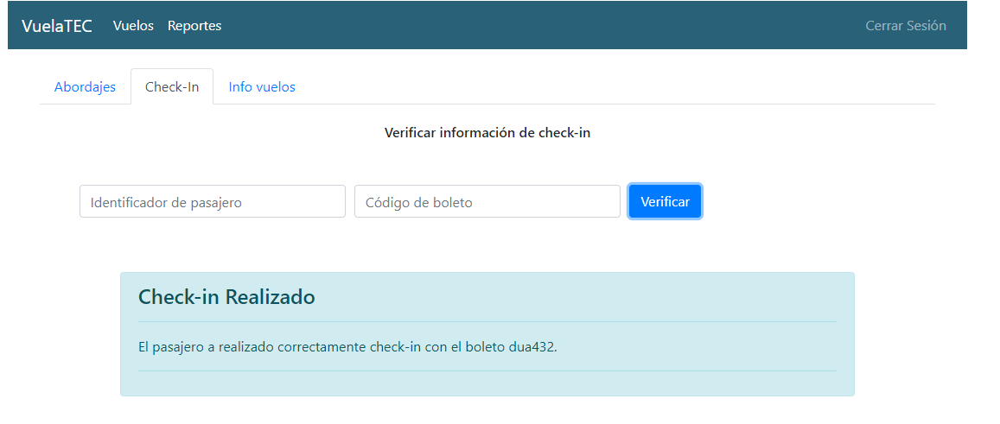 VuelaTEC Vuelos Reportes Cerrar Sesión
Abordajes Check-In Info vuelos
Verificar información de check-in
Identificador de pasajero Código de boleto Verificar
Check-in Realizado
El pasajero a realizado correctamente check-in con el boleto dua432.